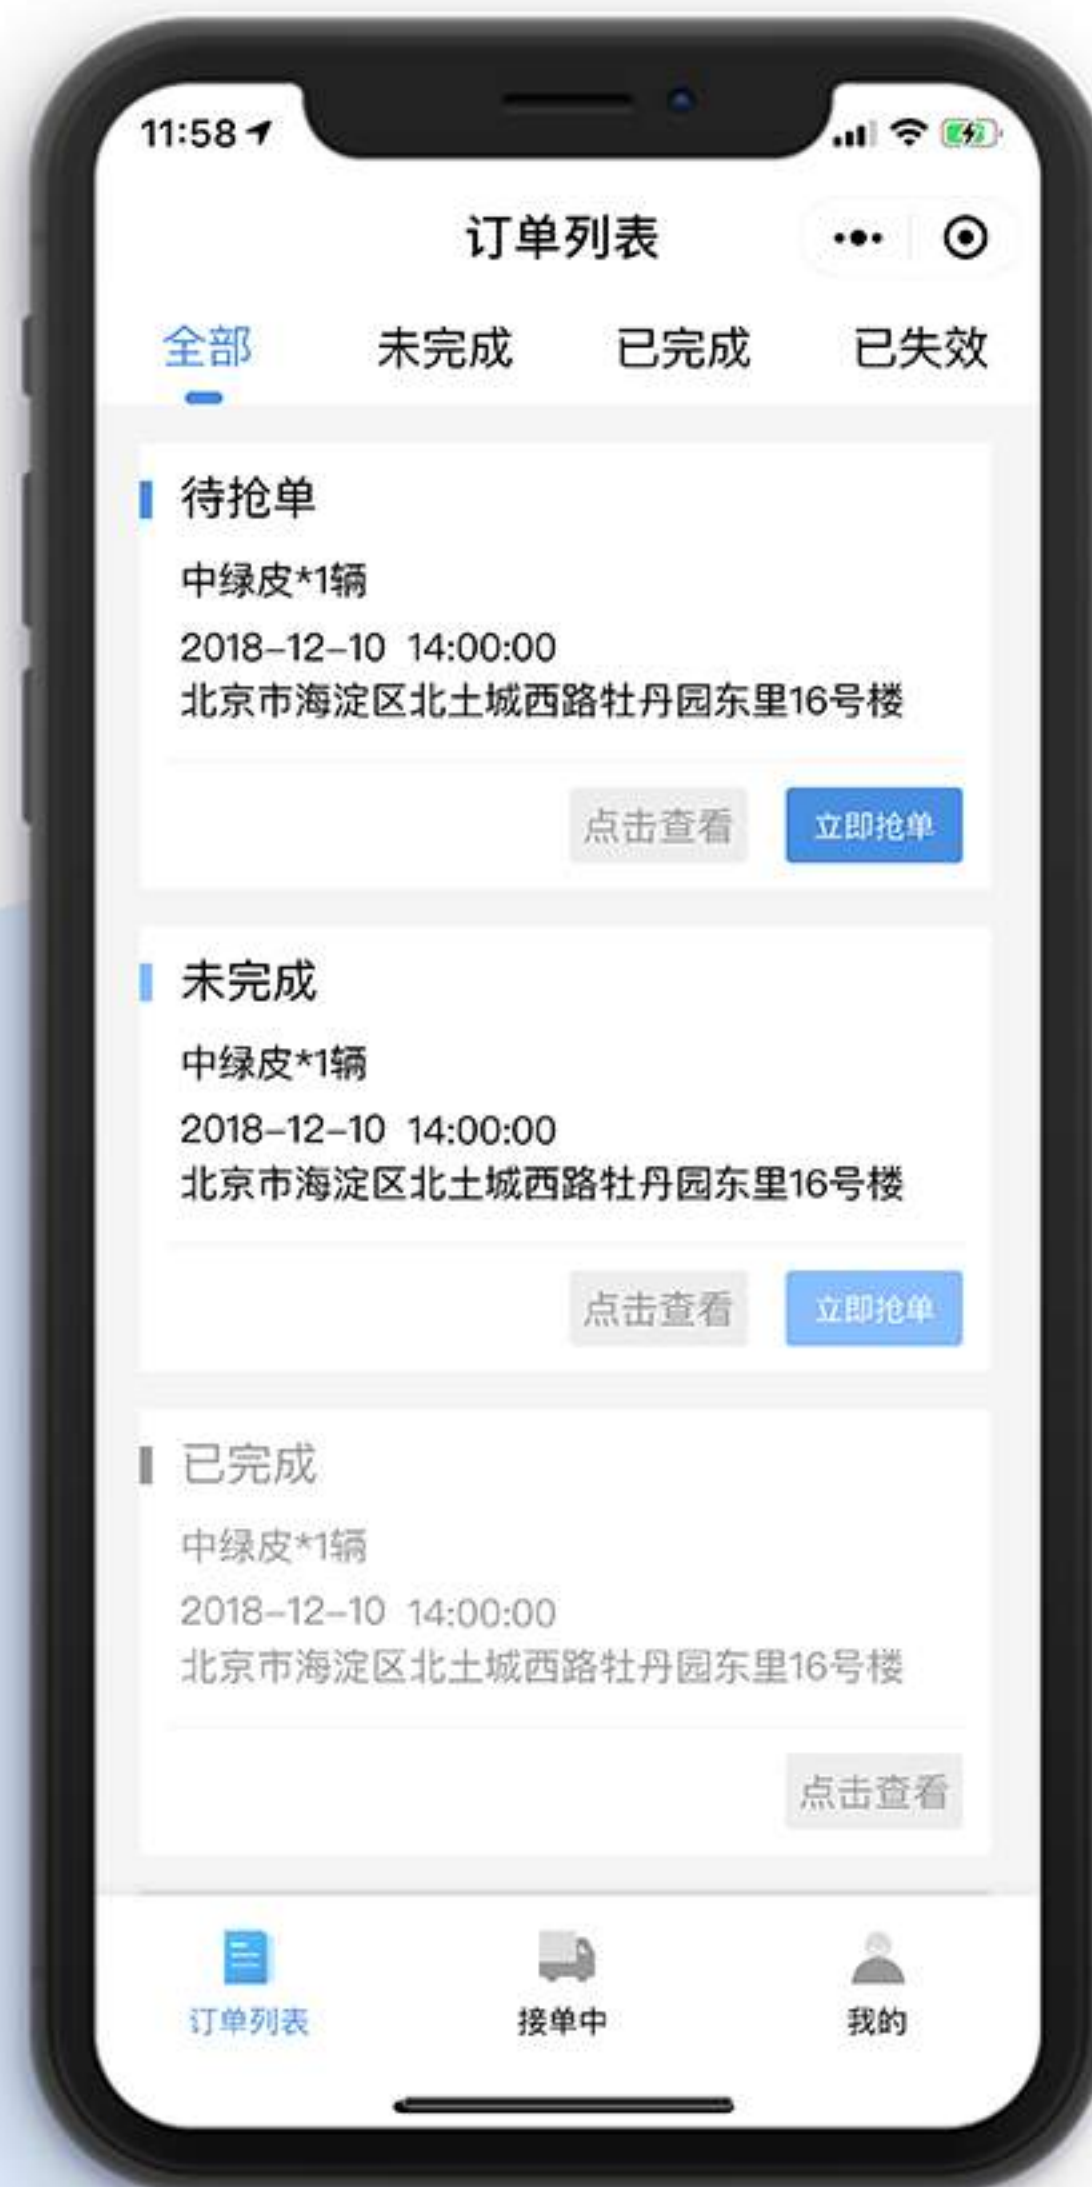 11:58
订单列表
全部 未完成 已完成 已失效
待抢单
中绿皮*1辆
2018-12-10 14:00:00
北京市海淀区北土城西路牡丹园东里16号楼
点击查看 立即抢单
未完成
中绿皮*1辆
2018-12-10 14:00:00
北京市海淀区北土城西路牡丹园东里16号楼
点击查看 立即抢单
已完成
中绿皮*1辆
2018-12-10 14:00:00
北京市海淀区北土城西路牡丹园东里16号楼
点击查看
订单列表 接单中 我的